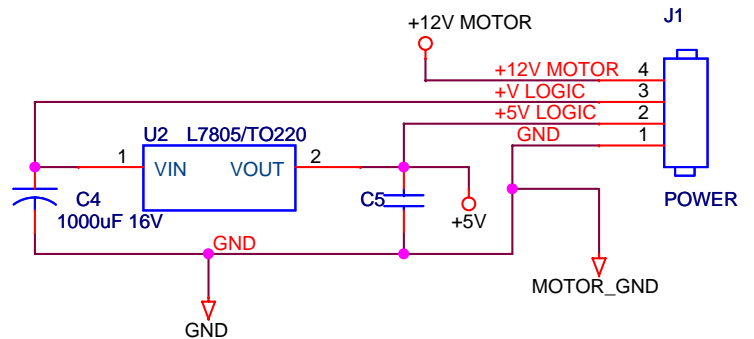 J1
+12V MOTOR
+12V MOTOR 4
+V LOGIC 3
+5V LOGIC 2
GND 1
U2 L7805/TO220
1 VIN VOUT 2
C4
1000uF 16V
C5
+5V
POWER
GND
MOTOR_GND
GND